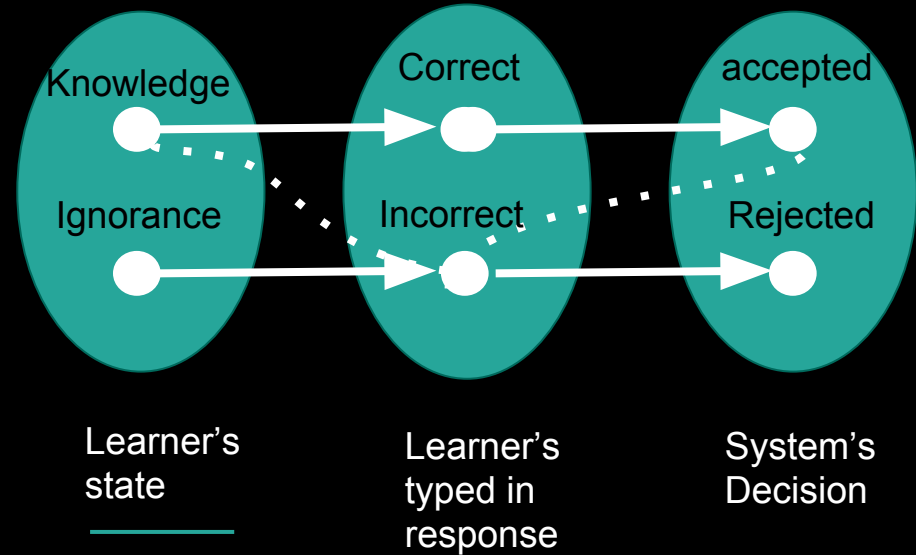 Knowledge
Correct
accepted
Ignorance
Incorrect
Rejected
Learner's
state
Learner's
typed in
response
System's
Decision